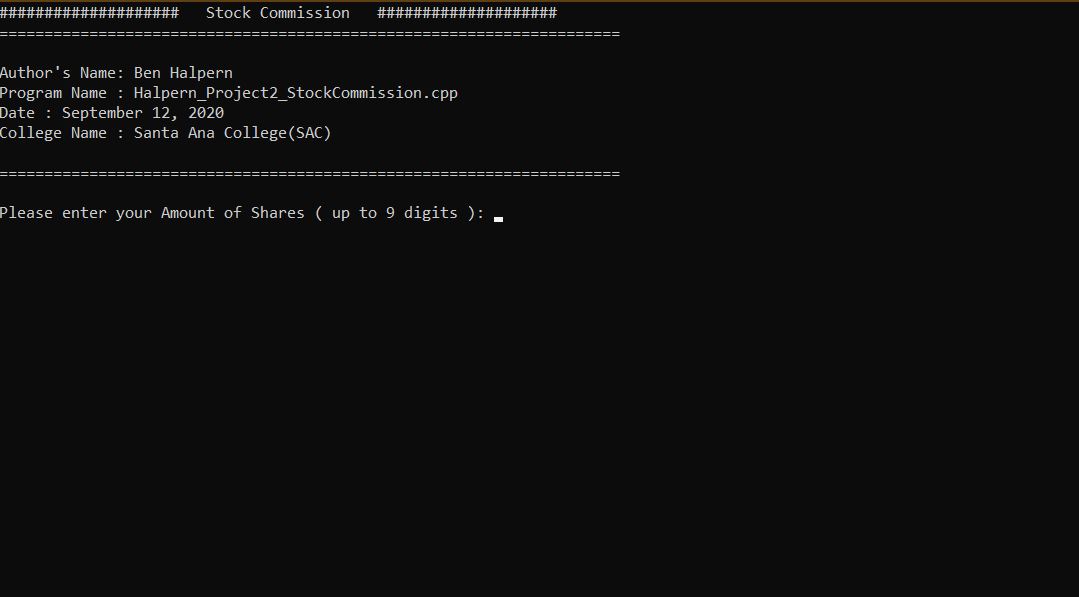 ####################   Stock Commission   ####################
=====================================================================
Author's Name: Ben Halpern
Program Name : Halpern_Project2_StockCommission.cpp
Date : September 12, 2020
College Name : Santa Ana College(SAC)
=====================================================================
Please enter your Amount of Shares ( up to 9 digits ):